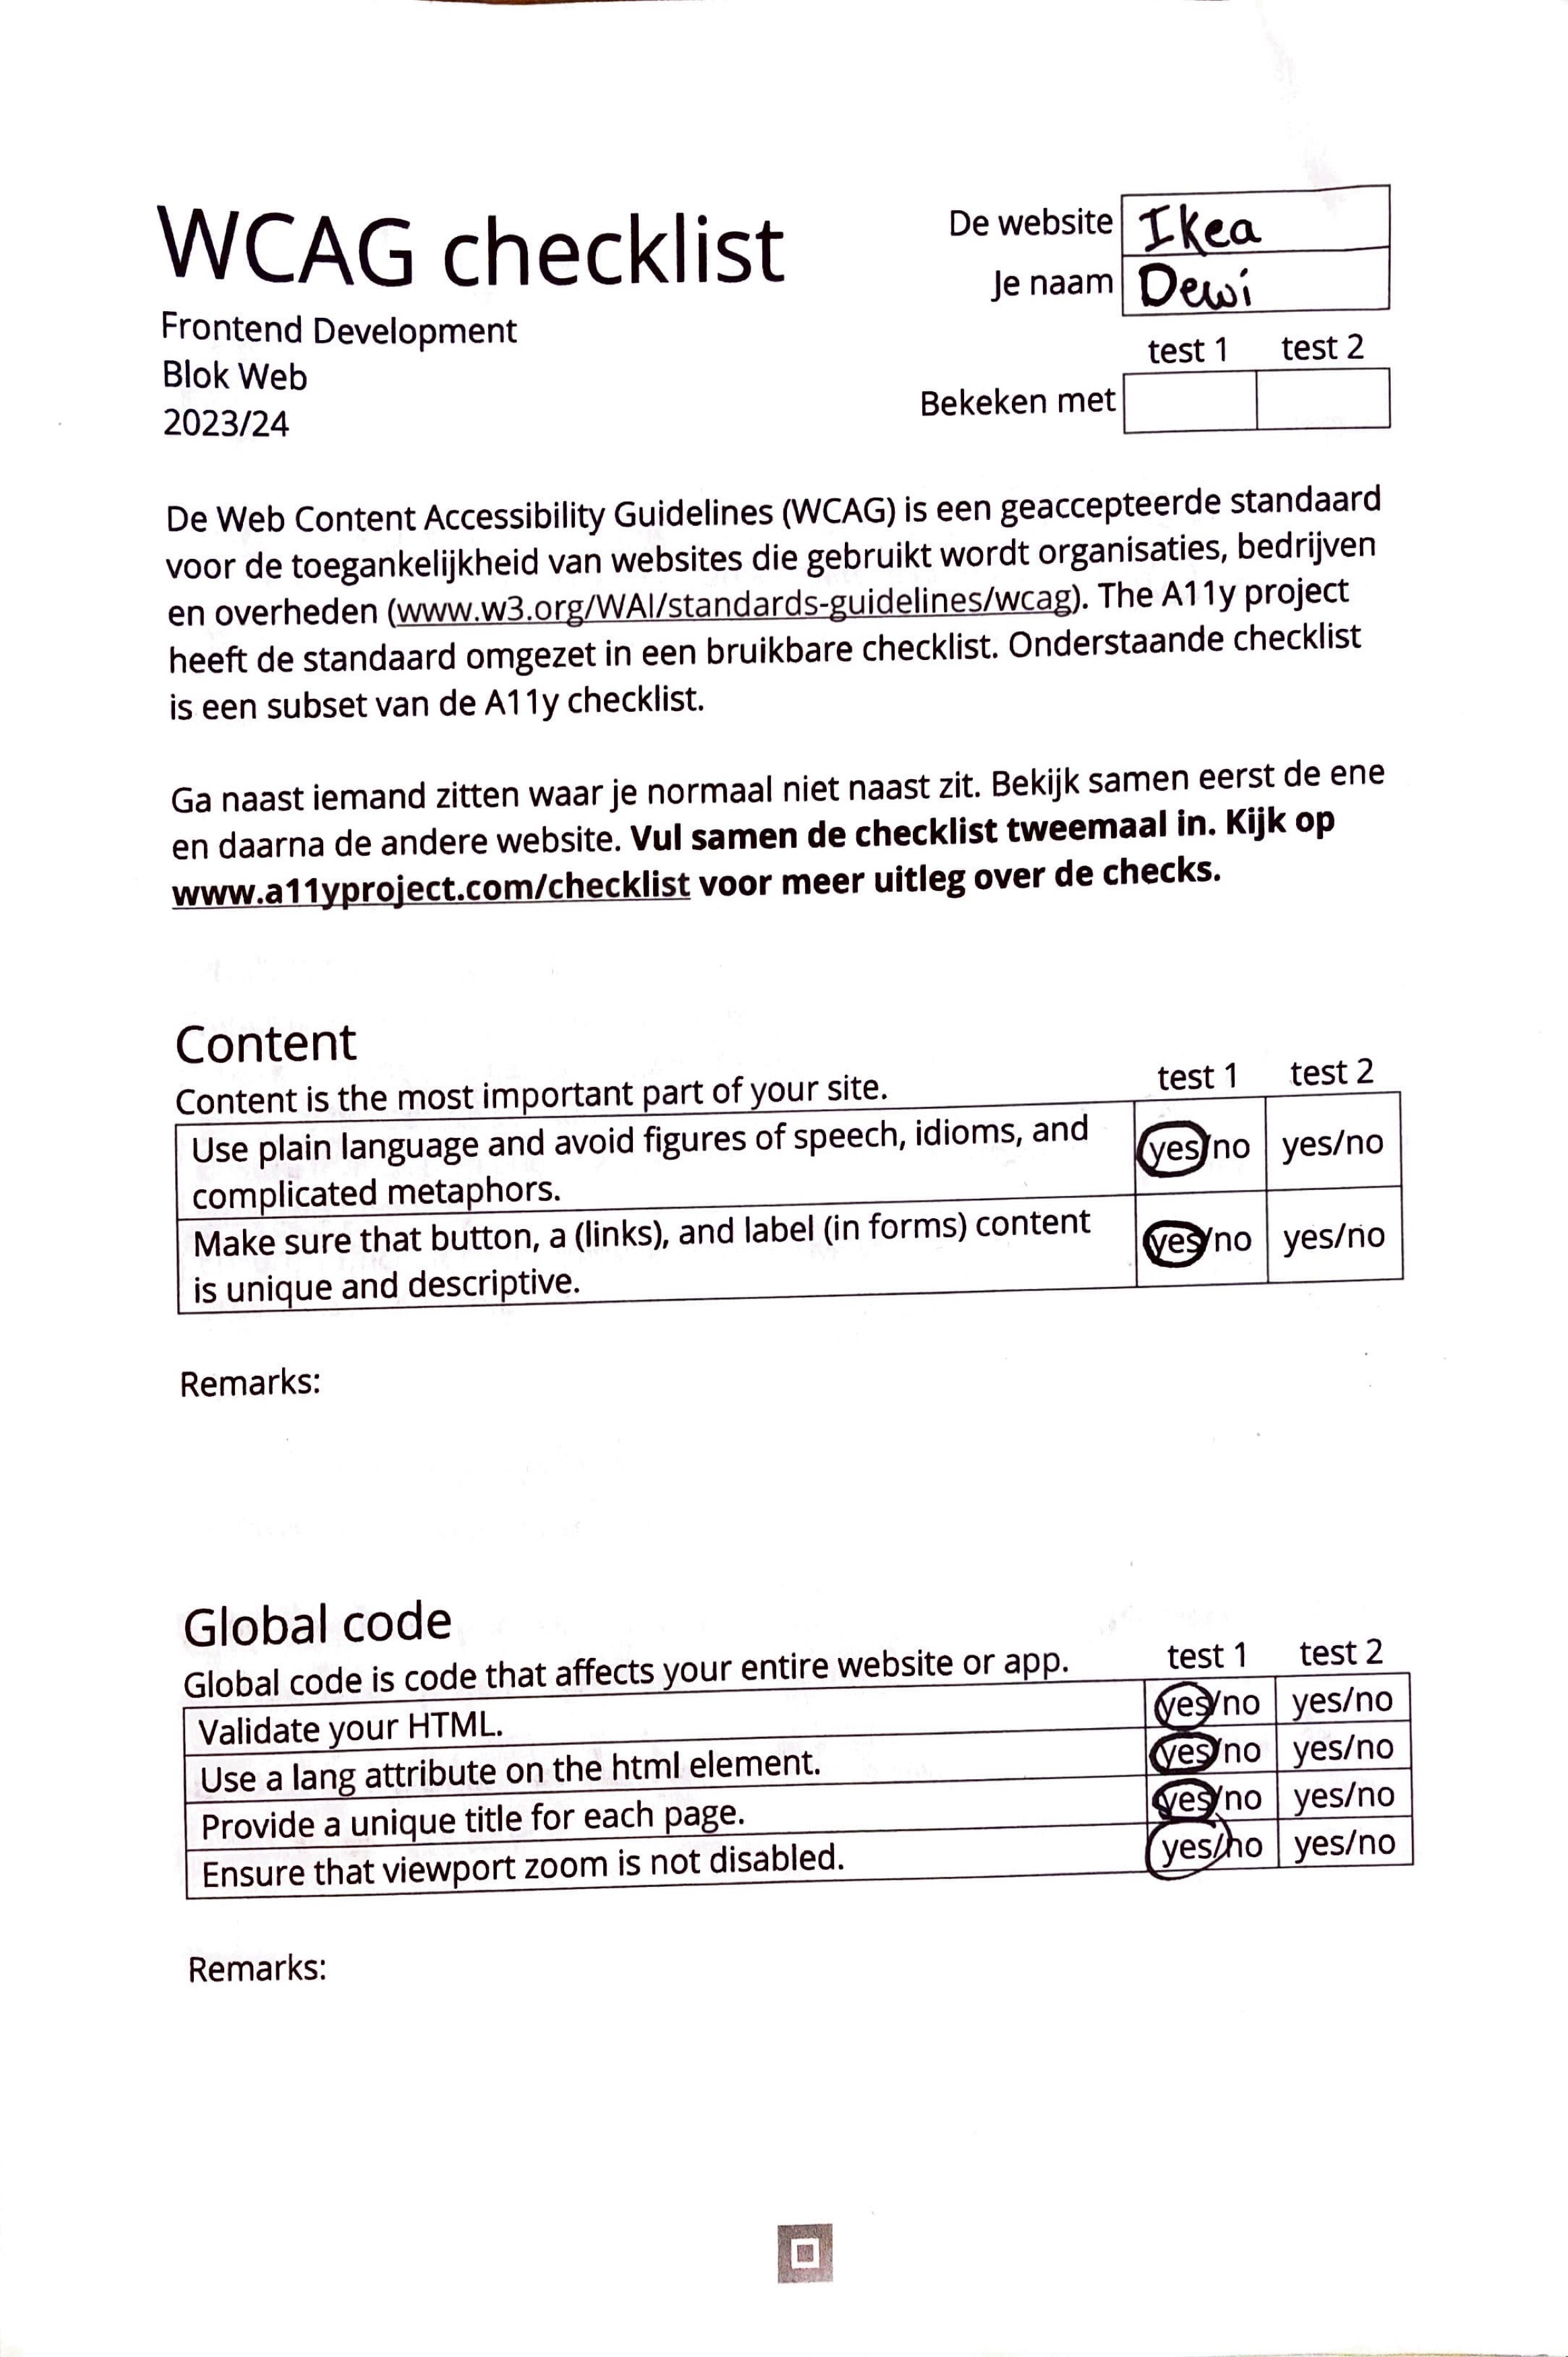 WCAG checklist
Frontend Development
Blok Web
2023/24
De website Ikea
Je naam Dewi
test 1 test 2
Bekeken met
De Web Content Accessibility Guidelines (WCAG) is een geaccepteerde standaard
voor de toegankelijkheid van websites die gebruikt wordt organisaties, bedrijven
en overheden (www.w3.org/WAI/standards-guidelines/wcag). The A11y project
heeft de standaard omgezet in een bruikbare checklist. Onderstaande checklist
is een subset van de A11y checklist.
Ga naast iemand zitten waar je normaal niet naast zit. Bekijk samen eerst de ene
en daarna de andere website. Vul samen de checklist tweemaal in. Kijk op
www.a11yproject.com/checklist voor meer uitleg over de checks.
Content
Content is the most important part of your site. test 1 test 2
Use plain language and avoid figures of speech, idioms, and yes/no yes/no
complicated metaphors.
Make sure that button, a (links), and label (in forms) content yes/no yes/no
is unique and descriptive.
Remarks:
Global code
Global code is code that affects your entire website or app. test 1 test 2
Validate your HTML. yes/no yes/no
Use a lang attribute on the html element. yes/no yes/no
Provide a unique title for each page. yes/no yes/no
Ensure that viewport zoom is not disabled. yes/no yes/no
Remarks: